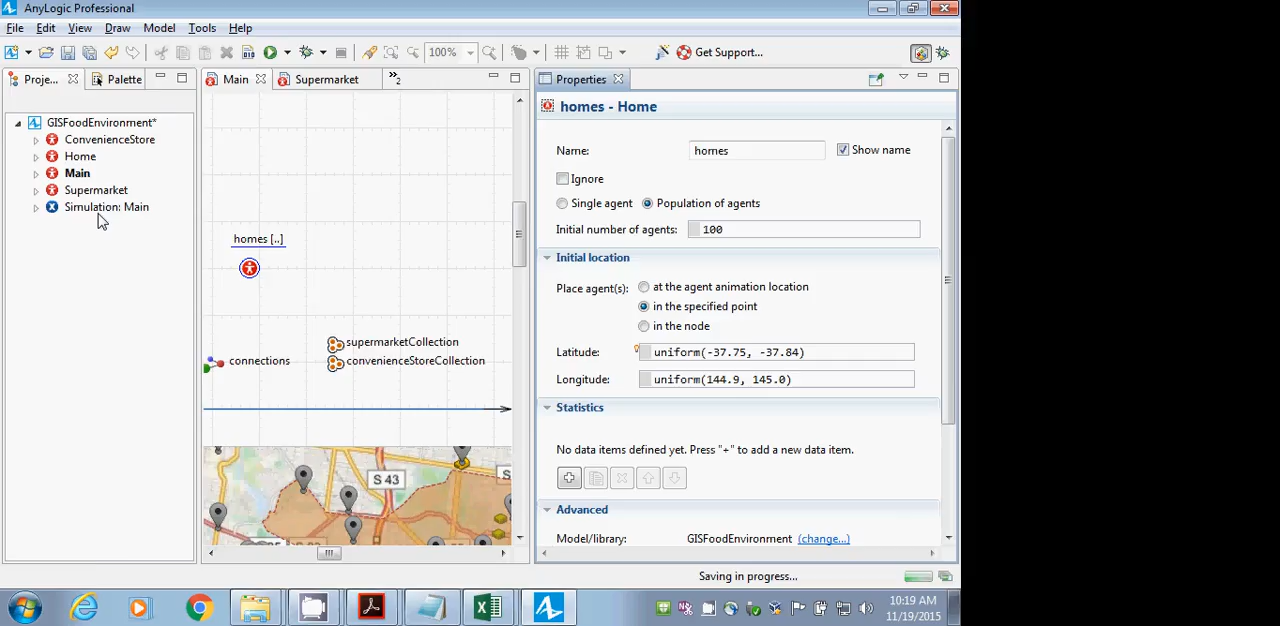 AnyLogic Professional
File Edit View Draw Model Tools Help
100% Get Support...
Proje... Palette Main Supermarket 2 Properties
GISFoodEnvironment*
ConvenienceStore
Home
Main
Supermarket
Simulation: Main
homes [..]
supermarketCollection
connections convenienceStoreCollection
S 43
homes - Home
Name: homes Show name
Ignore
Single agent Population of agents
Initial number of agents: 100
Initial location
Place agent(s): at the agent animation location
in the specified point
in the node
Latitude: uniform(-37.75, -37.84)
Longitude: uniform(144.9, 145.0)
Statistics
No data items defined yet. Press "+" to add a new data item.
Advanced
Model/library: GISFoodEnvironment (change...)
Saving in progress...
10:19 AM
11/19/2015